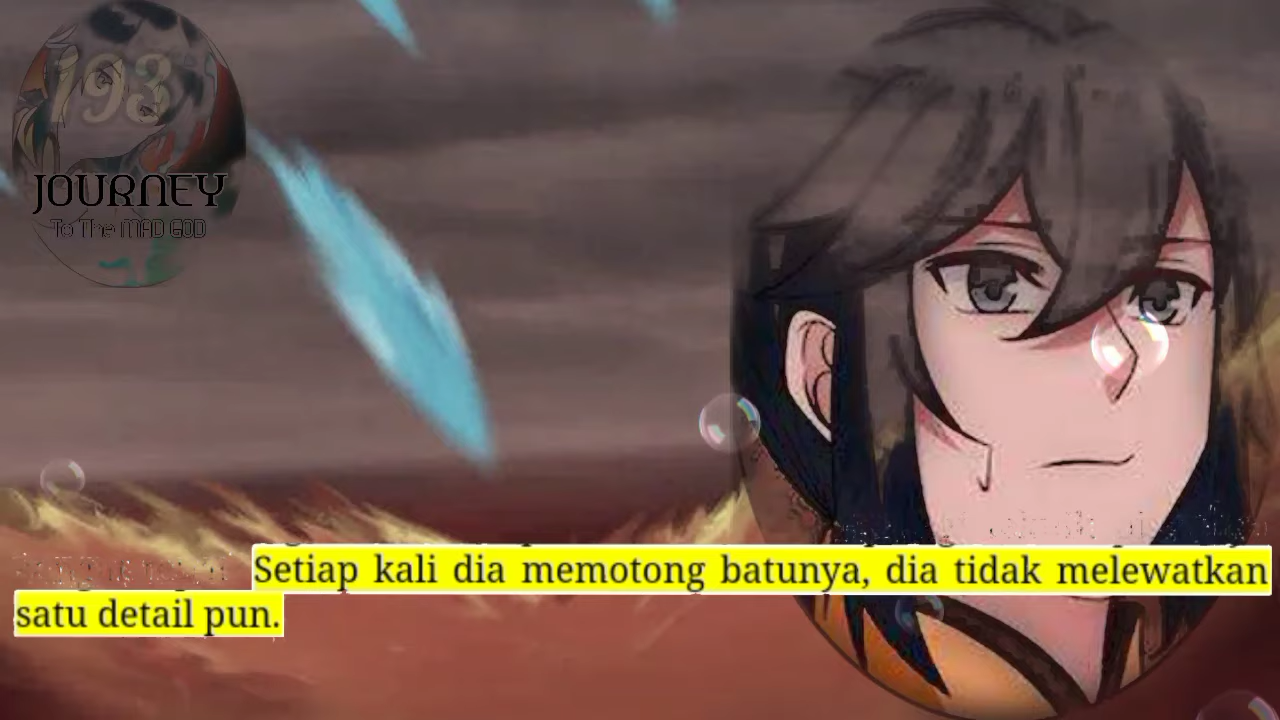 193
JOURNEY
To The MAD GOD
Setiap kali dia memotong batunya, dia tidak melewatkan
satu detail pun.